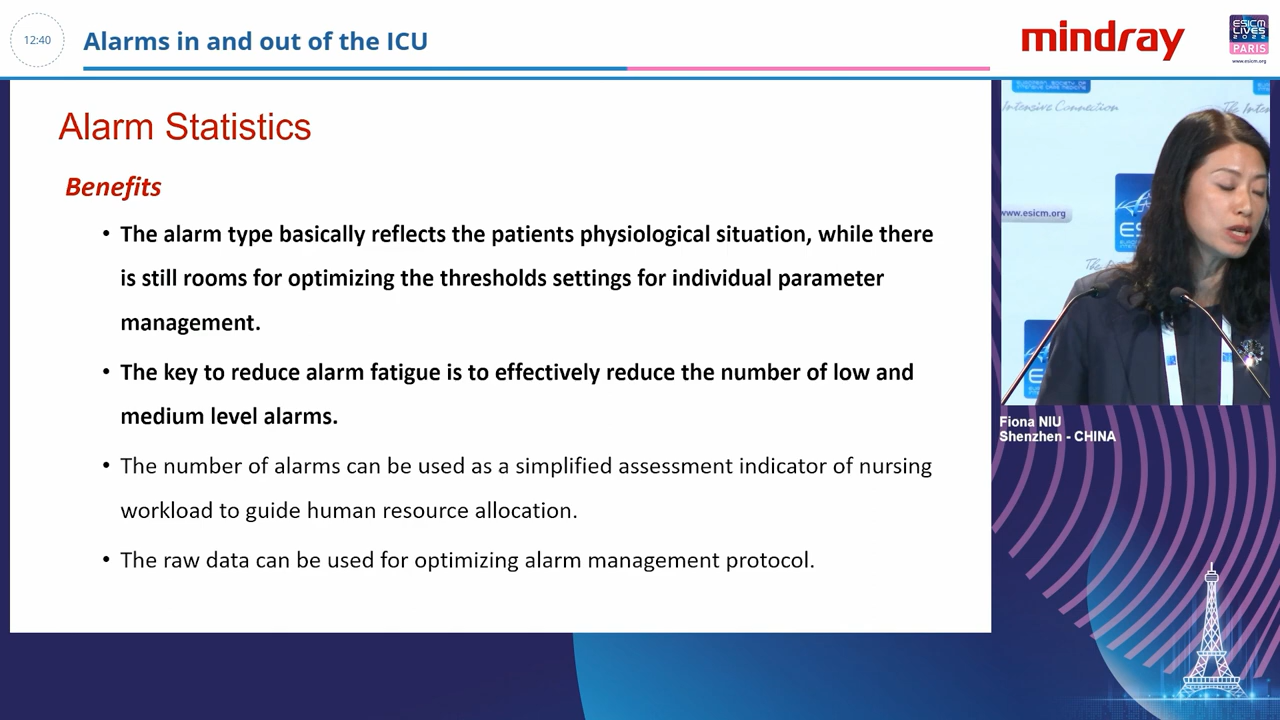 12:40
Alarms in and out of the ICU
mindray
ESICM
LIVES
2022
PARIS
www.esicm.org
Alarm Statistics
Benefits
• The alarm type basically reflects the patients physiological situation, while there
is still rooms for optimizing the thresholds settings for individual parameter
management.
• The key to reduce alarm fatigue is to effectively reduce the number of low and
medium level alarms.
• The number of alarms can be used as a simplified assessment indicator of nursing
workload to guide human resource allocation.
• The raw data can be used for optimizing alarm management protocol.
Intensive Connection
www.esicm.org
Fiona NIU
Shenzhen - CHINA